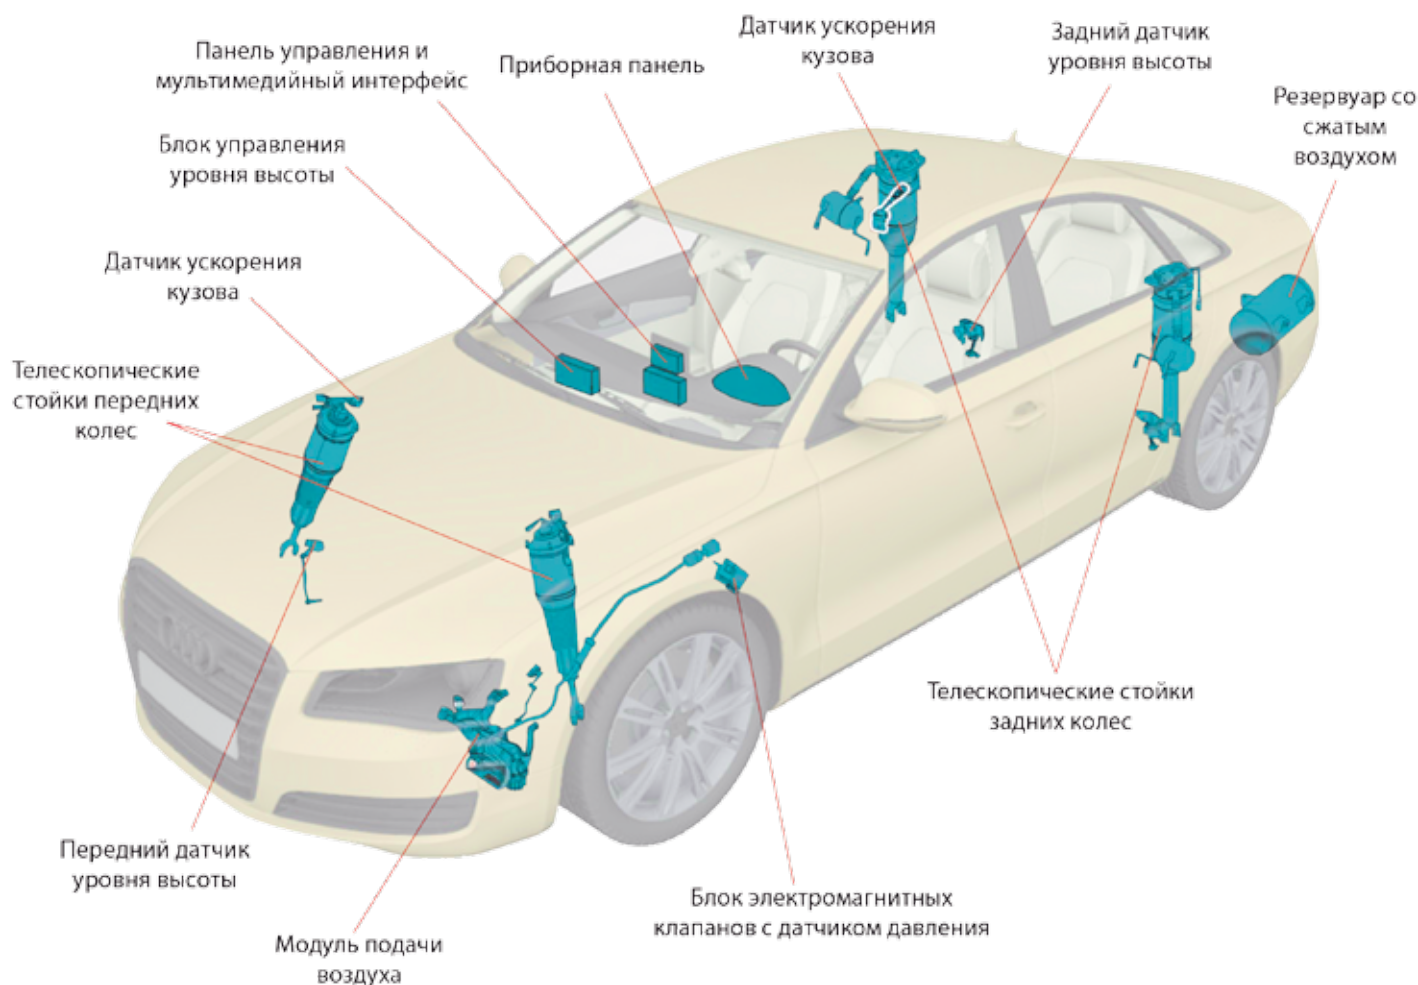 Датчик ускорения
кузова
Задний датчик
уровня высоты
Панель управления и
мультимедийный интерфейс
Приборная панель
Резервуар со
сжатым
воздухом
Блок управления
уровня высоты
Датчик ускорения
кузова
Телескопические
стойки передних
колес
Телескопические стойки
задних колес
Передний датчик
уровня высоты
Блок электромагнитных
клапанов с датчиком давления
Модуль подачи
воздуха